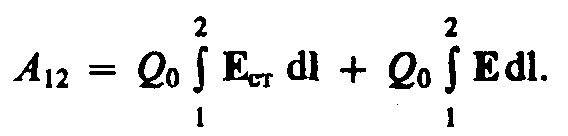 A₁₂ = Q₀ ∫₁² E_ст dl + Q₀ ∫₁² E dl.